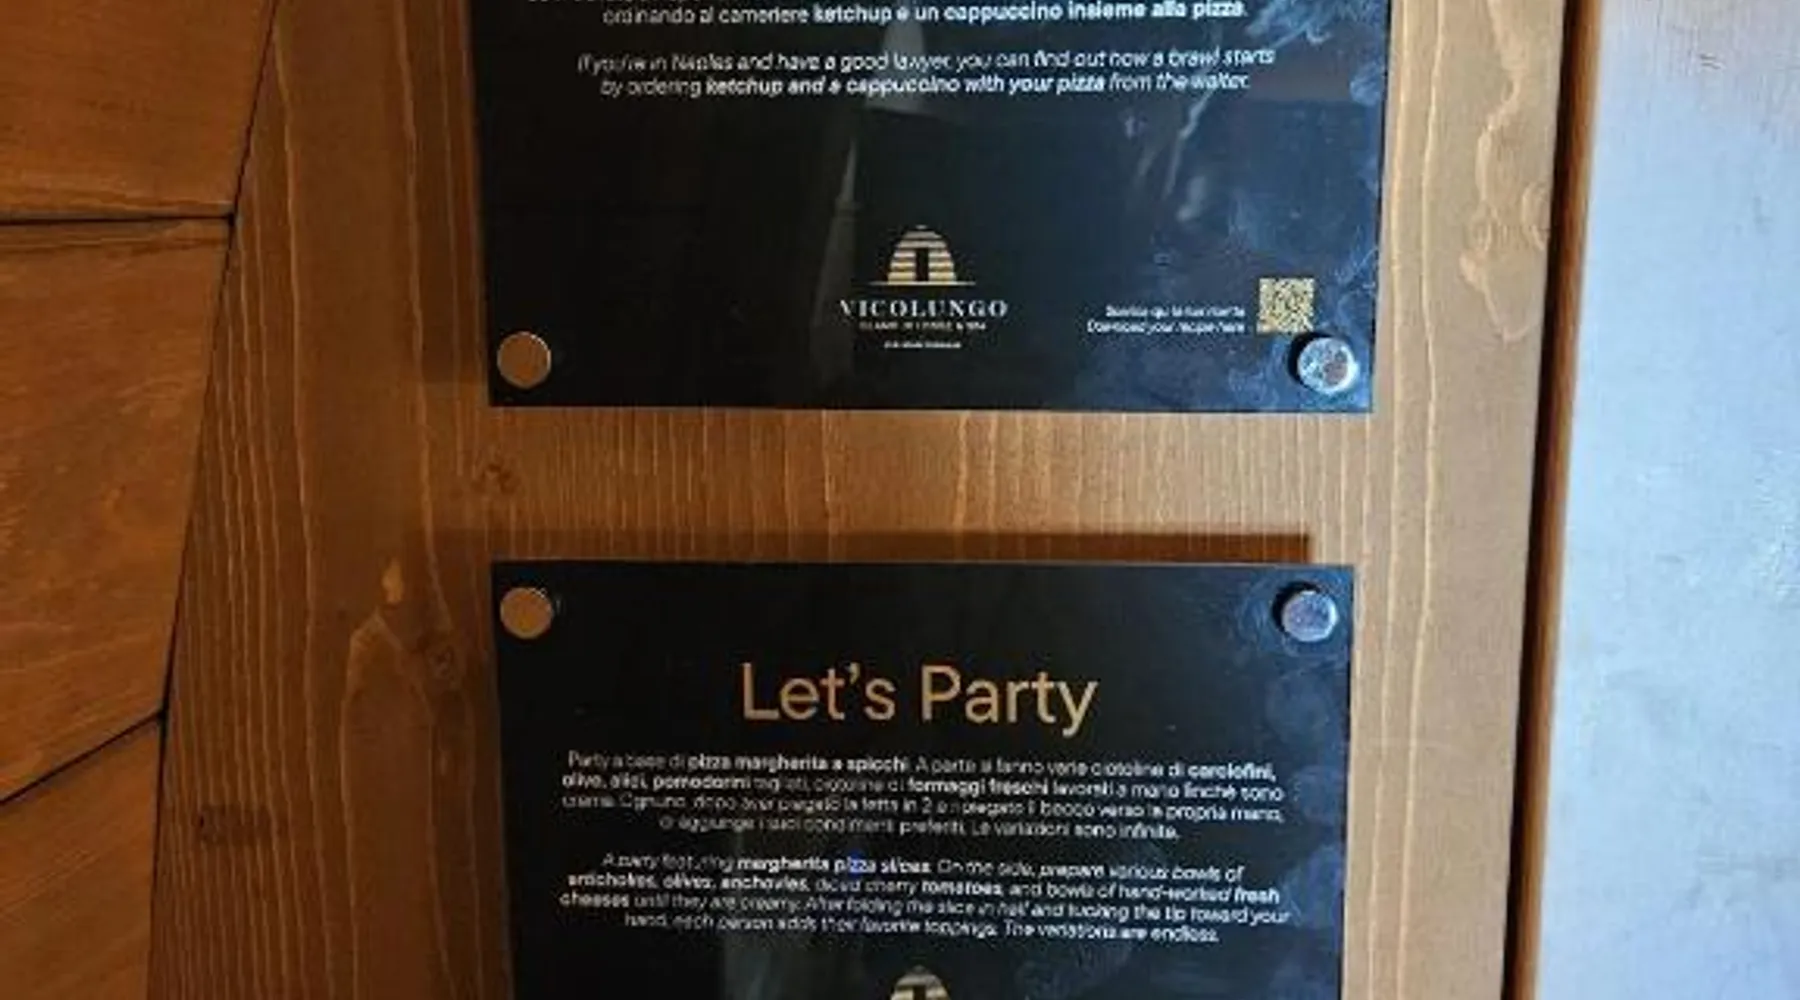 ordinando al cameriere ketchup e un cappuccino insieme alla pizza.
If you're in Naples and have a good lawyer, you can find out how a brawl starts
by ordering ketchup and a cappuccino with your pizza from the waiter.
VICOLUNGO
Scarica qui la tua ricetta
Download your recipe here
Let's Party
Party a base di pizza margherita a spicchi. A parte si fanno varie ciotoline di carciofini,
olive, alici, pomodorini tagliati, ciotoline di formaggi freschi lavorati a mano finché sono
crema. Ognuno, dopo aver piegato la fetta in 2 e ripiegato il becco verso la propria mano,
ci aggiunge i suoi condimenti preferiti. Le variazioni sono infinite.
A party featuring margherita pizza slices. On the side, prepare various bowls of
artichokes, olives, anchovies, diced cherry tomatoes, and bowls of hand-worked fresh
cheeses until they are creamy. After folding the slice in half and tucking the tip toward your
hand, each person adds their favorite toppings. The variations are endless.